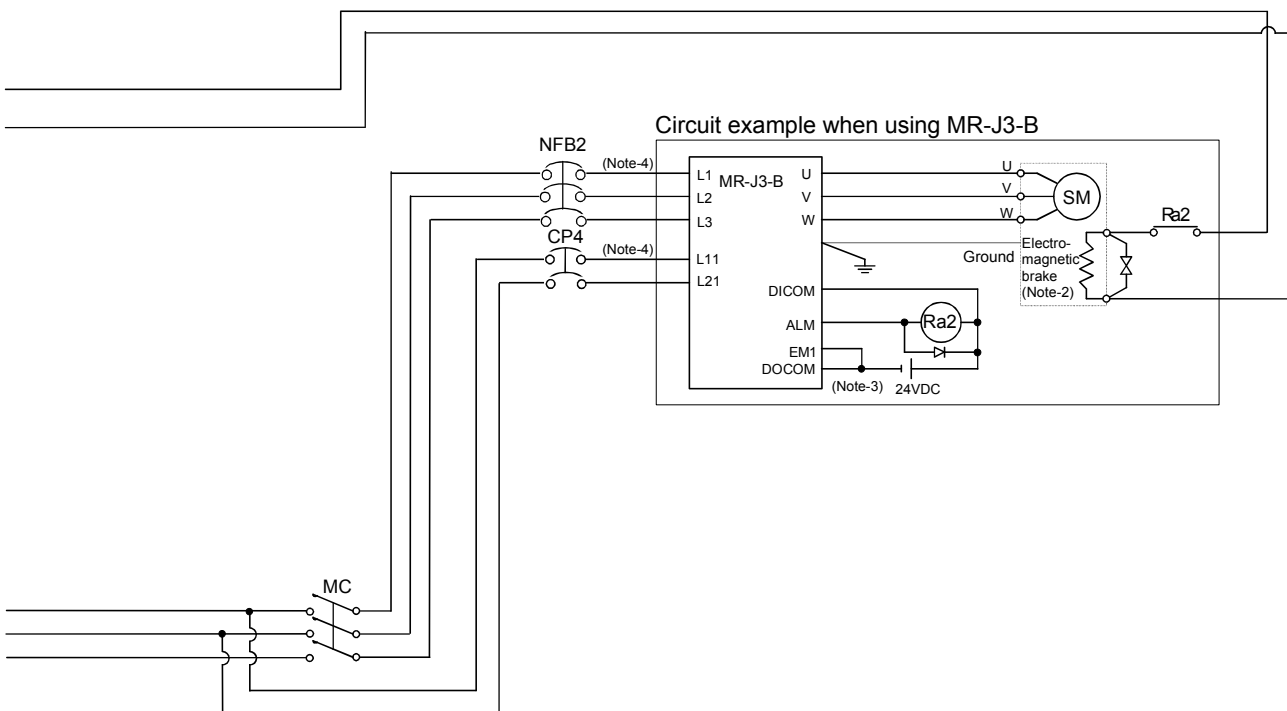 Circuit example when using MR-J3-B
NFB2
(Note-4)
L1
MR-J3-B
U
U
L2
V
V
SM
L3
W
W
Ra2
CP4
(Note-4)
L11
Ground
Electro-
magnetic
brake
(Note-2)
L21
DICOM
ALM
Ra2
EM1
DOCOM
(Note-3)
24VDC
MC